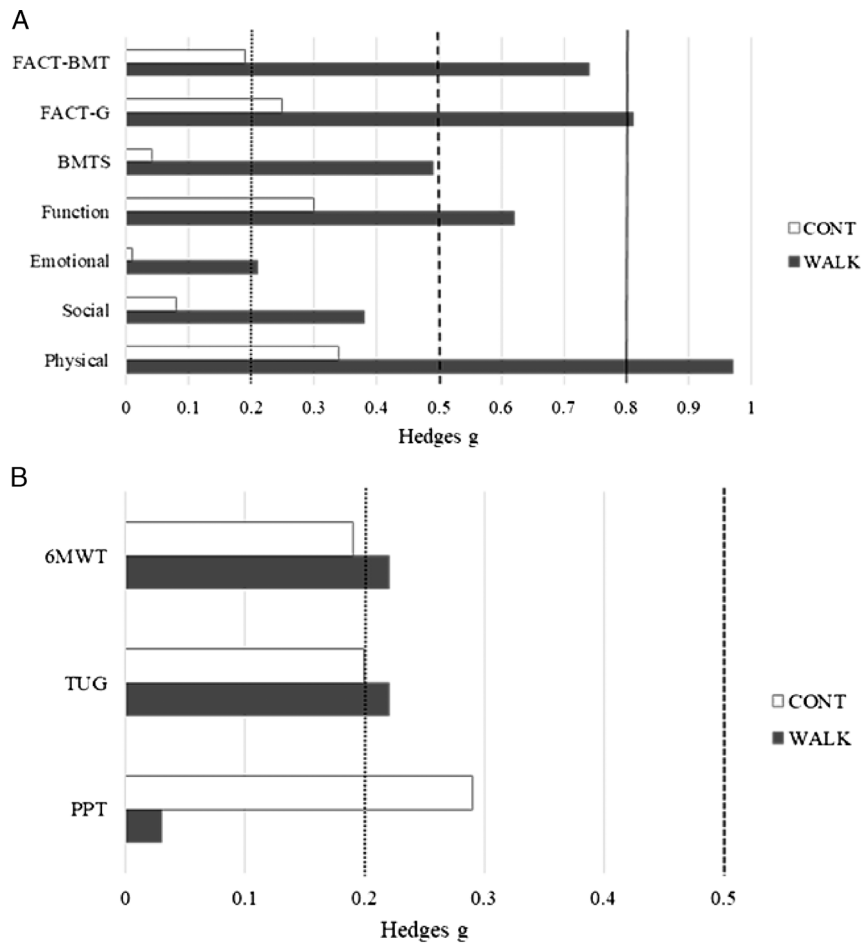 A
FACT-BMT
FACT-G
BMTS
Function
Emotional
Social
Physical
CONT
WALK
0 0.1 0.2 0.3 0.4 0.5 0.6 0.7 0.8 0.9 1
Hedges g
B
6MWT
TUG
PPT
CONT
WALK
0 0.2 0.3 0.4 0.5
Hedges g